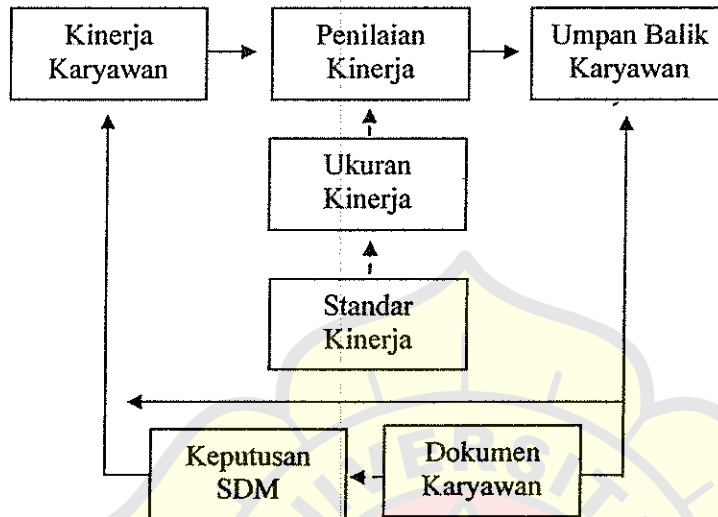 Kinerja
Karyawan
Penilaian
Kinerja
Umpan Balik
Karyawan
Ukuran
Kinerja
Standar
Kinerja
Keputusan
SDM
Dokumen
Karyawan